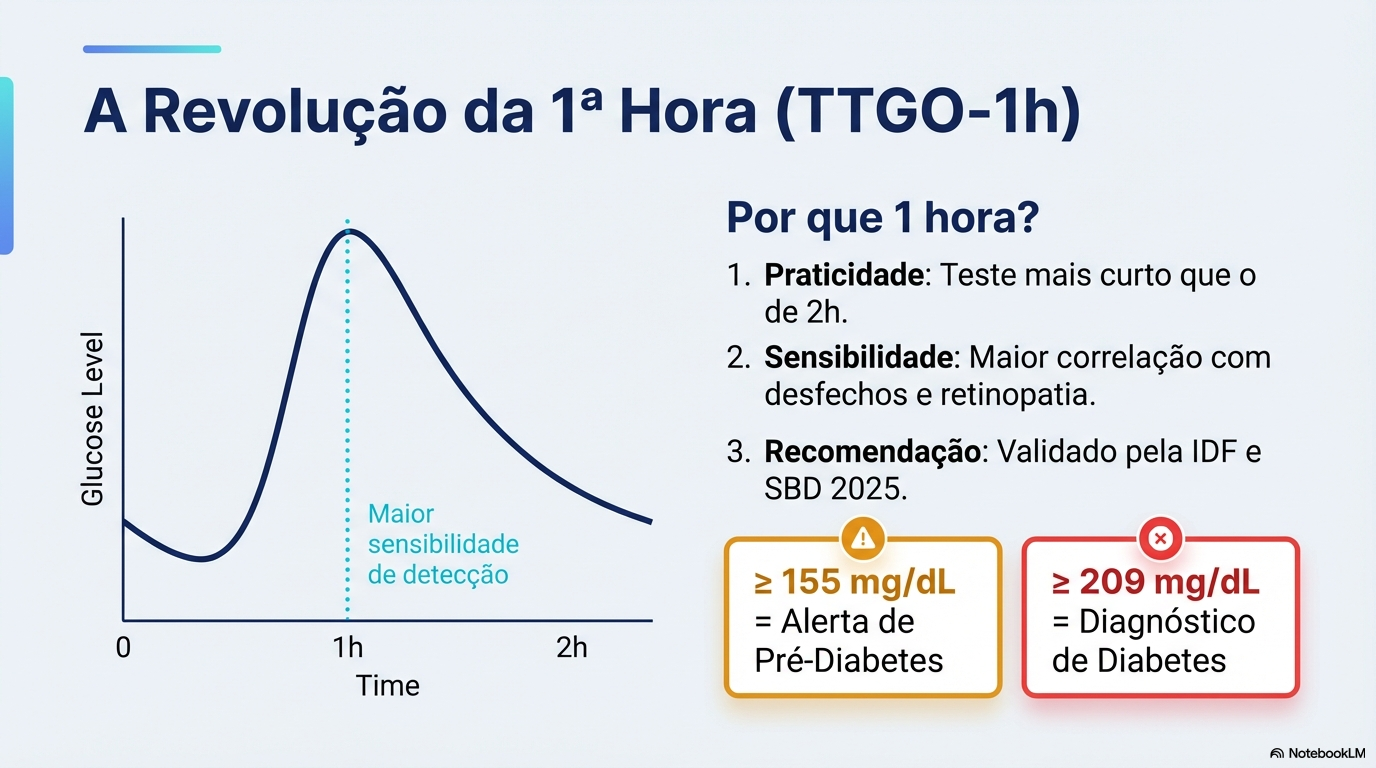 A Revolução da 1ª Hora (TTGO-1h)
Glucose Level
Maior
sensibilidade
de detecção
0
1h
2h
Time
Por que 1 hora?
1. Praticidade: Teste mais curto que o
de 2h.
2. Sensibilidade: Maior correlação com
desfechos e retinopatia.
3. Recomendação: Validado pela IDF e
SBD 2025.
≥ 155 mg/dL
= Alerta de
Pré-Diabetes
≥ 209 mg/dL
= Diagnóstico
de Diabetes
NotebookLM